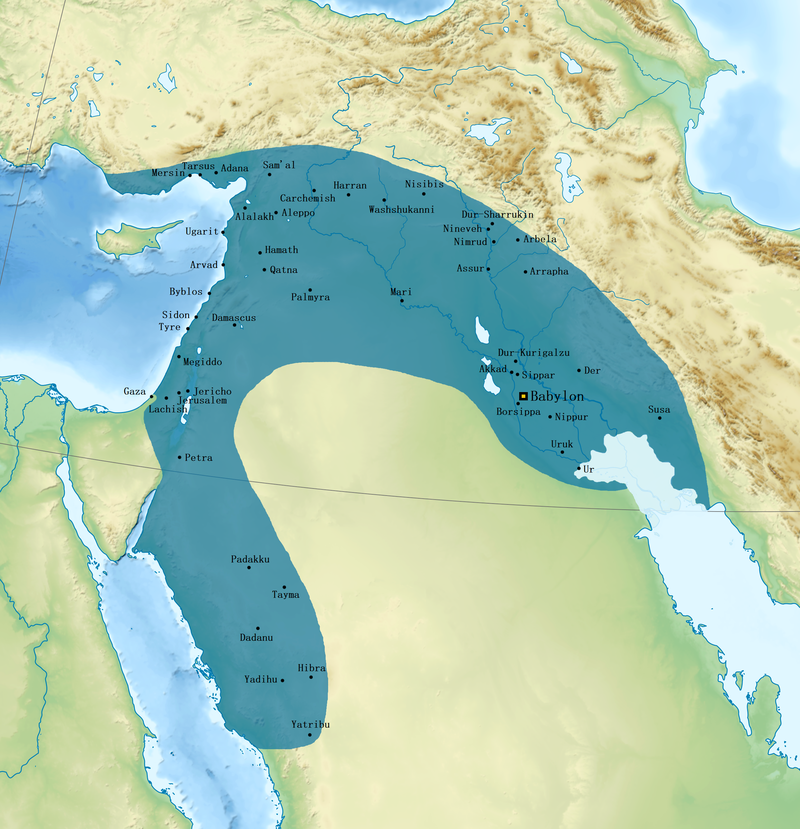 Mersin
Tarsus
Adana
Sam'al
Carchemish
Harran
Washshukanni
Nisibis
Dur Sharrukin
Nineveh
Nimrud
Arbela
Alalakh
Aleppo
Ugarit
Hamath
Arvad
Qatna
Assur
Arrapha
Byblos
Palmyra
Mari
Sidon
Tyre
Damascus
Megiddo
Dur-Kurigalzu
Akkad
Sippar
Der
Gaza
Jericho
Jerusalem
Lachish
Babylon
Borsippa
Nippur
Susa
Uruk
Ur
Petra
Padakku
Tayma
Dadanu
Hibra
Yadihu
Yatribu